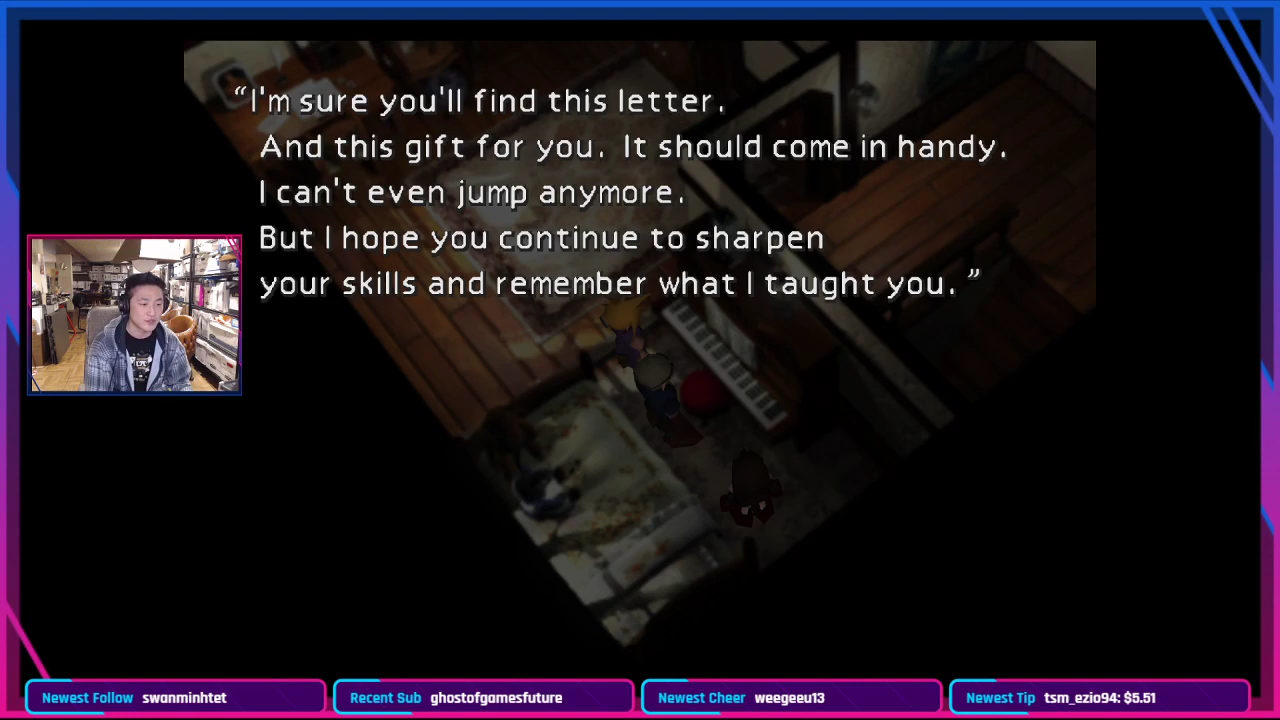 “I'm sure you'll find this letter.
And this gift for you. It should come in handy.
I can't even jump anymore.
But I hope you continue to sharpen
your skills and remember what I taught you.”
Newest Follow swanminhtet
Recent Sub ghostofgamesfuture
Newest Cheer weegeeu13
Newest Tip tsm_ezio94: $5.51